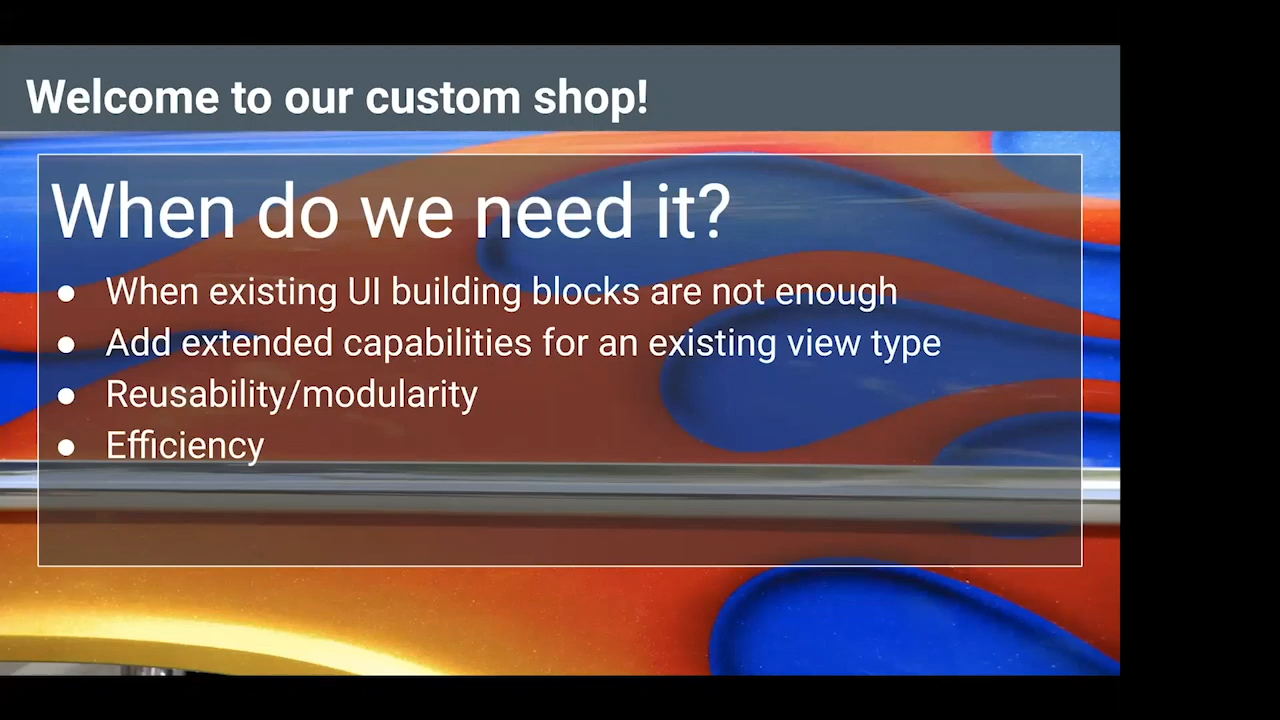 Welcome to our custom shop!
When do we need it?
● When existing UI building blocks are not enough
● Add extended capabilities for an existing view type
● Reusability/modularity
● Efficiency